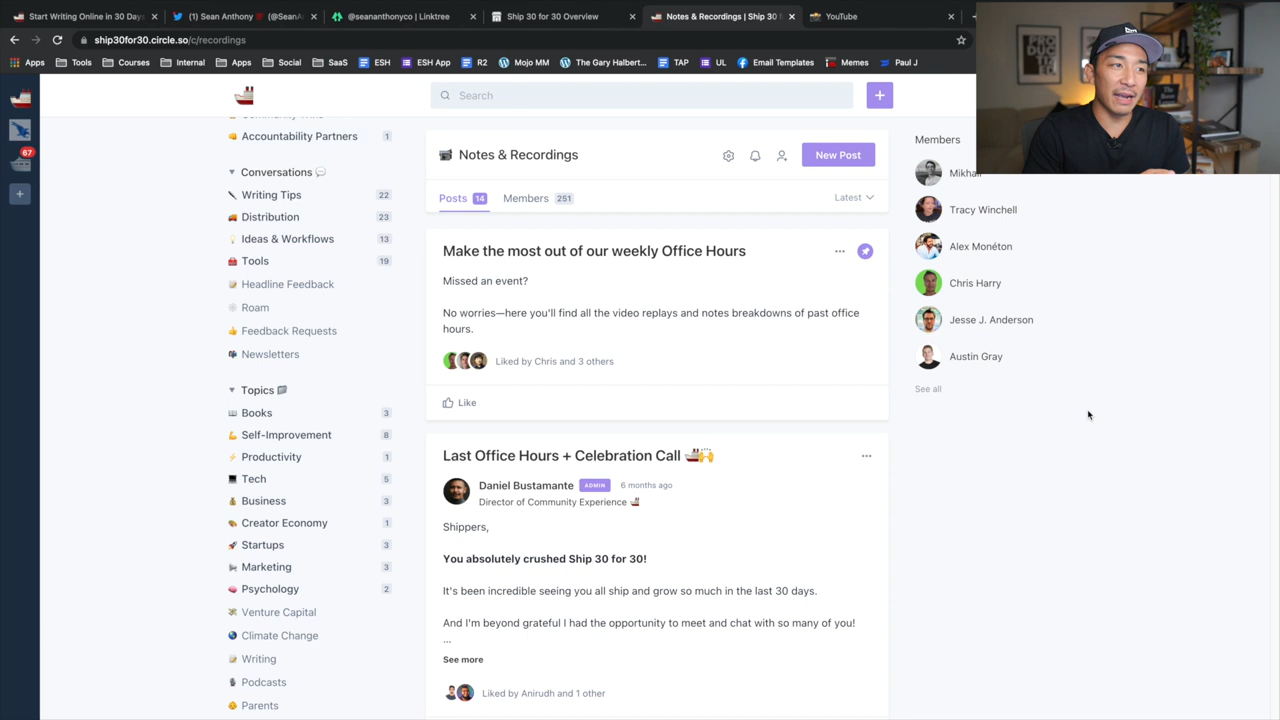 Start Writing Online in 30 Days
(1) Sean Anthony (@SeanA
@seananthonyco | Linktree
Ship 30 for 30 Overview
Notes & Recordings | Ship 30 f
YouTube
ship30for30.circle.so/c/recordings
Apps
Tools
Courses
Internal
Apps
Social
SaaS
ESH
ESH App
R2
Mojo MM
The Gary Halbert...
TAP
UL
Email Templates
Memes
Paul J
67
Search
Accountability Partners 1
Conversations
Writing Tips 22
Distribution 23
Ideas & Workflows 13
Tools 19
Headline Feedback
Roam
Feedback Requests
Newsletters
Topics
Books 3
Self-Improvement 8
Productivity 1
Tech 5
Business 3
Creator Economy 1
Startups 3
Marketing 3
Psychology 2
Venture Capital
Climate Change
Writing
Podcasts
Parents
Notes & Recordings
New Post
Posts 14
Members 251
Latest
Make the most out of our weekly Office Hours
Missed an event?
No worries—here you'll find all the video replays and notes breakdowns of past office
hours.
Liked by Chris and 3 others
Like
Last Office Hours + Celebration Call
Daniel Bustamante ADMIN 6 months ago
Director of Community Experience
Shippers,
You absolutely crushed Ship 30 for 30!
It's been incredible seeing you all ship and grow so much in the last 30 days.
And I'm beyond grateful I had the opportunity to meet and chat with so many of you!
...
See more
Liked by Anirudh and 1 other
Members
Mikhail
Tracy Winchell
Alex Monéton
Chris Harry
Jesse J. Anderson
Austin Gray
See all